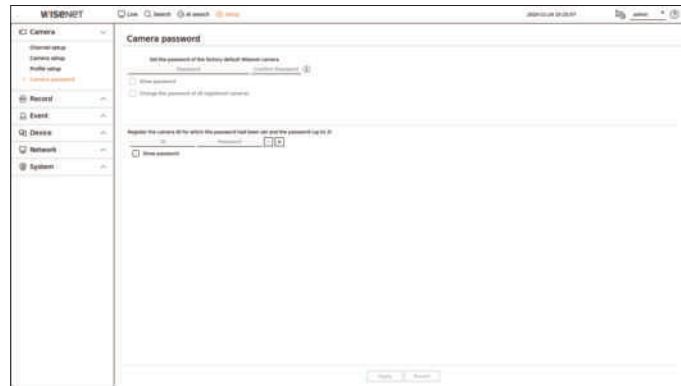 WISENET
Live Search AI search Setup
admin
Camera
Channel setup
Camera setup
Profile setup
Camera password
Record
Event
Device
Network
System
Camera password
Set the password of the factory default Wisenet camera.
Password Confirm Password
Show password
Change the password of all registered cameras
Register the camera ID for which the password had been set and the password (up to 3)
ID Password
Show password
Apply Revert